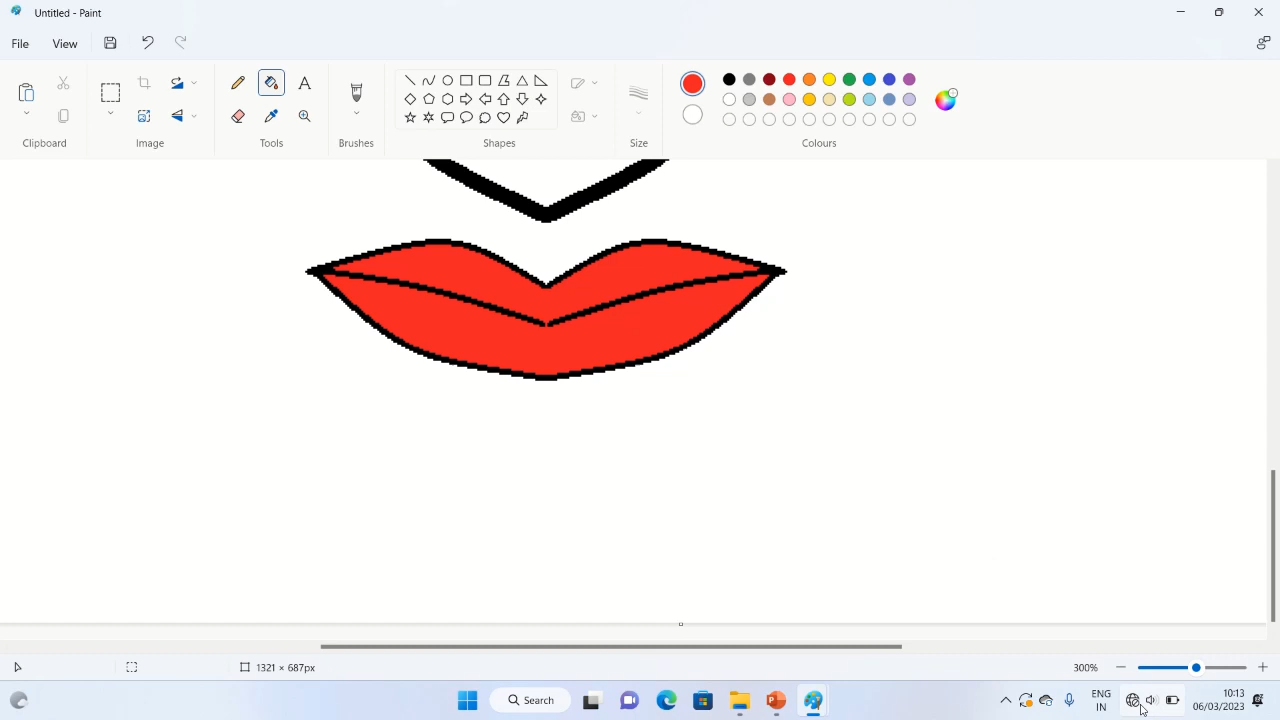 Untitled - Paint
File View
Clipboard Image Tools Brushes Shapes Size Colours
1321 × 687px 300%
Search ENG 10:13
IN 06/03/2023